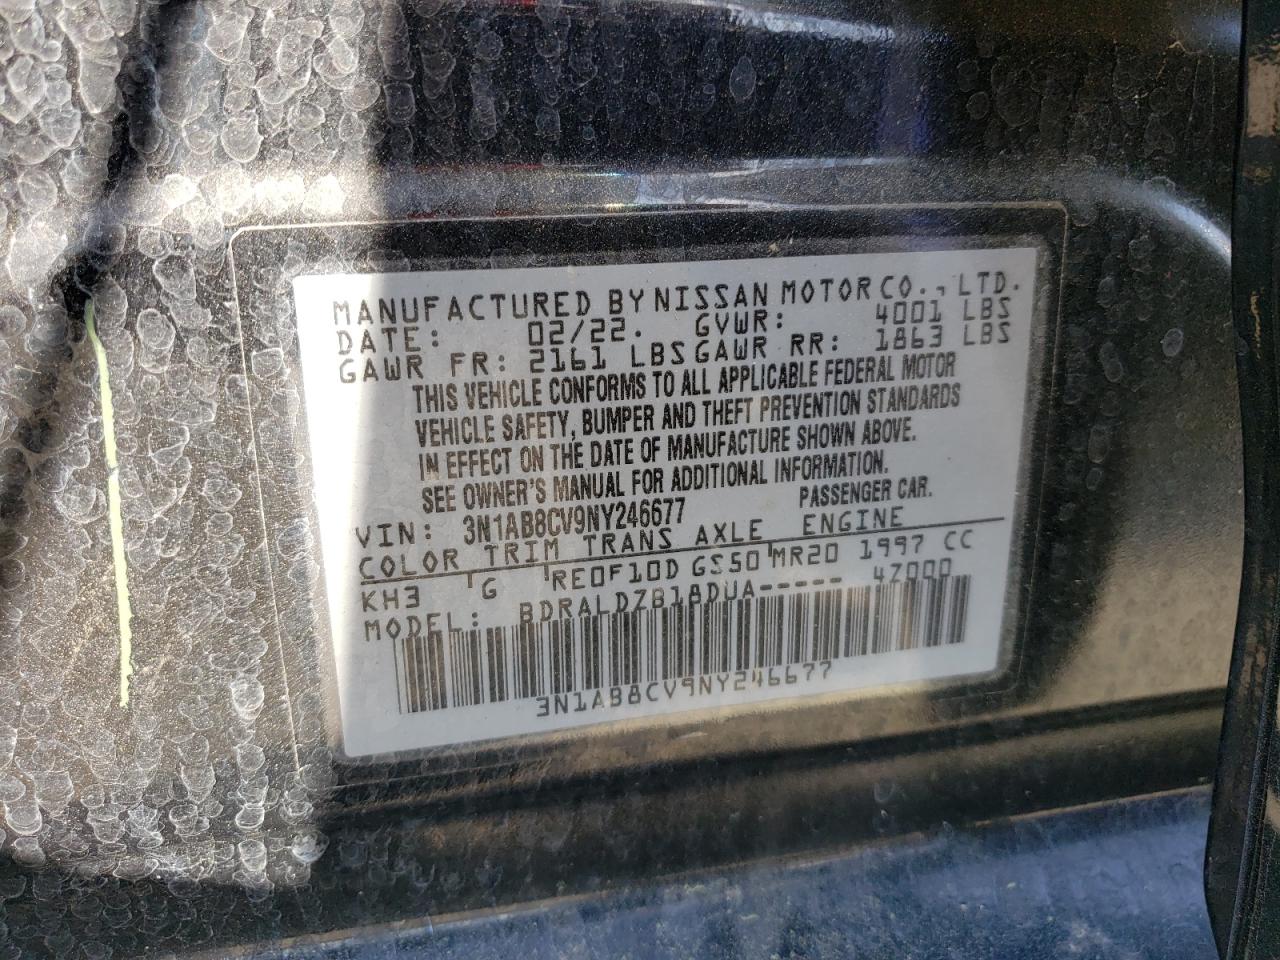 MANUFACTURED BY NISSAN MOTOR CO., LTD.
DATE: 02/22. GVWR: 4001 LBS
GAWR FR: 2161 LBS GAWR RR: 1863 LBS
THIS VEHICLE CONFORMS TO ALL APPLICABLE FEDERAL MOTOR
VEHICLE SAFETY, BUMPER AND THEFT PREVENTION STANDARDS
IN EFFECT ON THE DATE OF MANUFACTURE SHOWN ABOVE.
SEE OWNER'S MANUAL FOR ADDITIONAL INFORMATION.
VIN: 3N1AB8CV9NY246677 PASSENGER CAR.
COLOR TRIM TRANS AXLE ENGINE
KH3 G RE0F10D GS50 MR20 1997 CC
MODEL: BDRALDZB18DUA----- 4Z000
3N1AB8CV9NY246677